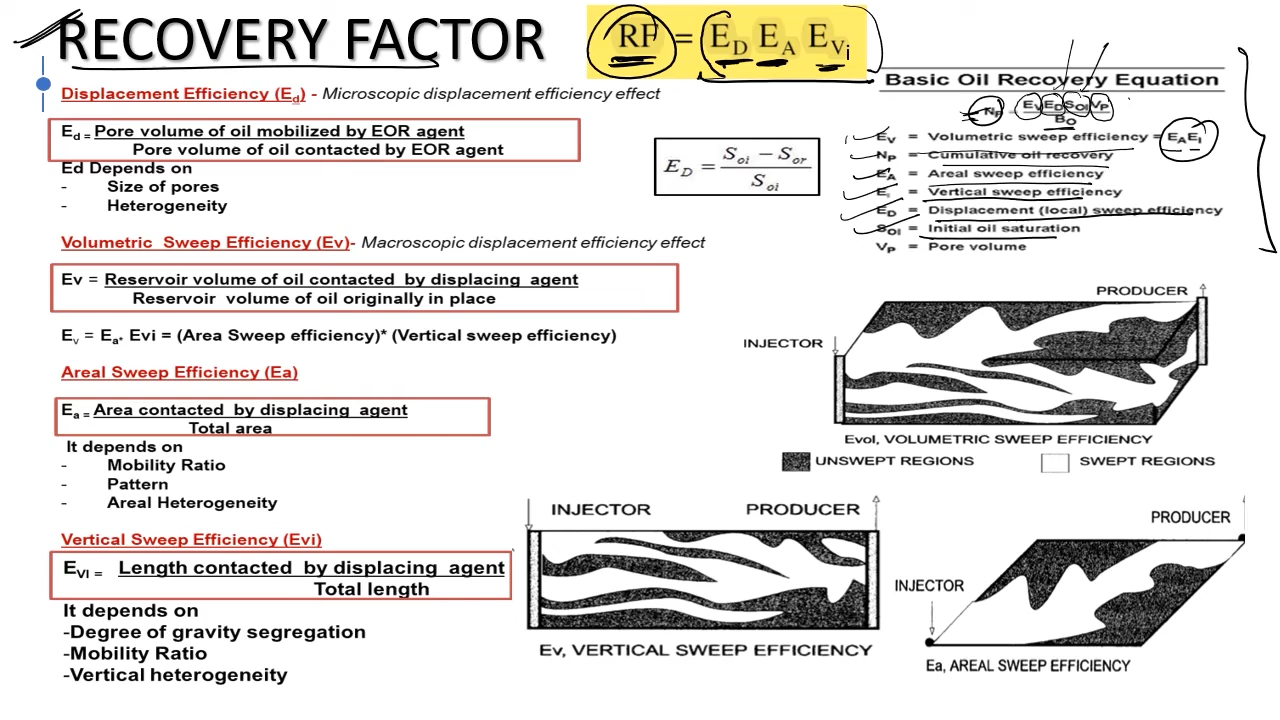 RECOVERY FACTOR
RF = E_D E_A E_Vi
Displacement Efficiency (Ed) - Microscopic displacement efficiency effect
Ed = Pore volume of oil mobilized by EOR agent
Pore volume of oil contacted by EOR agent
Ed Depends on
- Size of pores
- Heterogeneity
E_D = S_oi − S_or
S_oi
Volumetric Sweep Efficiency (Ev)- Macroscopic displacement efficiency effect
Ev = Reservoir volume of oil contacted by displacing agent
Reservoir volume of oil originally in place
Ev = Ea* Evi = (Area Sweep efficiency)* (Vertical sweep efficiency)
Areal Sweep Efficiency (Ea)
Ea = Area contacted by displacing agent
Total area
It depends on
- Mobility Ratio
- Pattern
- Areal Heterogeneity
Vertical Sweep Efficiency (Evi)
EVI = Length contacted by displacing agent
Total length
It depends on
-Degree of gravity segregation
-Mobility Ratio
-Vertical heterogeneity
Basic Oil Recovery Equation
N_P = E_V E_D S_OI V_P
B_O
E_V = Volumetric sweep efficiency = E_A E_I
N_P = Cumulative oil recovery
E_A = Areal sweep efficiency
E_I = Vertical sweep efficiency
E_D = Displacement (local) sweep efficiency
S_OI = Initial oil saturation
V_P = Pore volume
PRODUCER
INJECTOR
Evol, VOLUMETRIC SWEEP EFFICIENCY
UNSWEPT REGIONS SWEPT REGIONS
INJECTOR PRODUCER
Ev, VERTICAL SWEEP EFFICIENCY
PRODUCER
INJECTOR
Ea, AREAL SWEEP EFFICIENCY